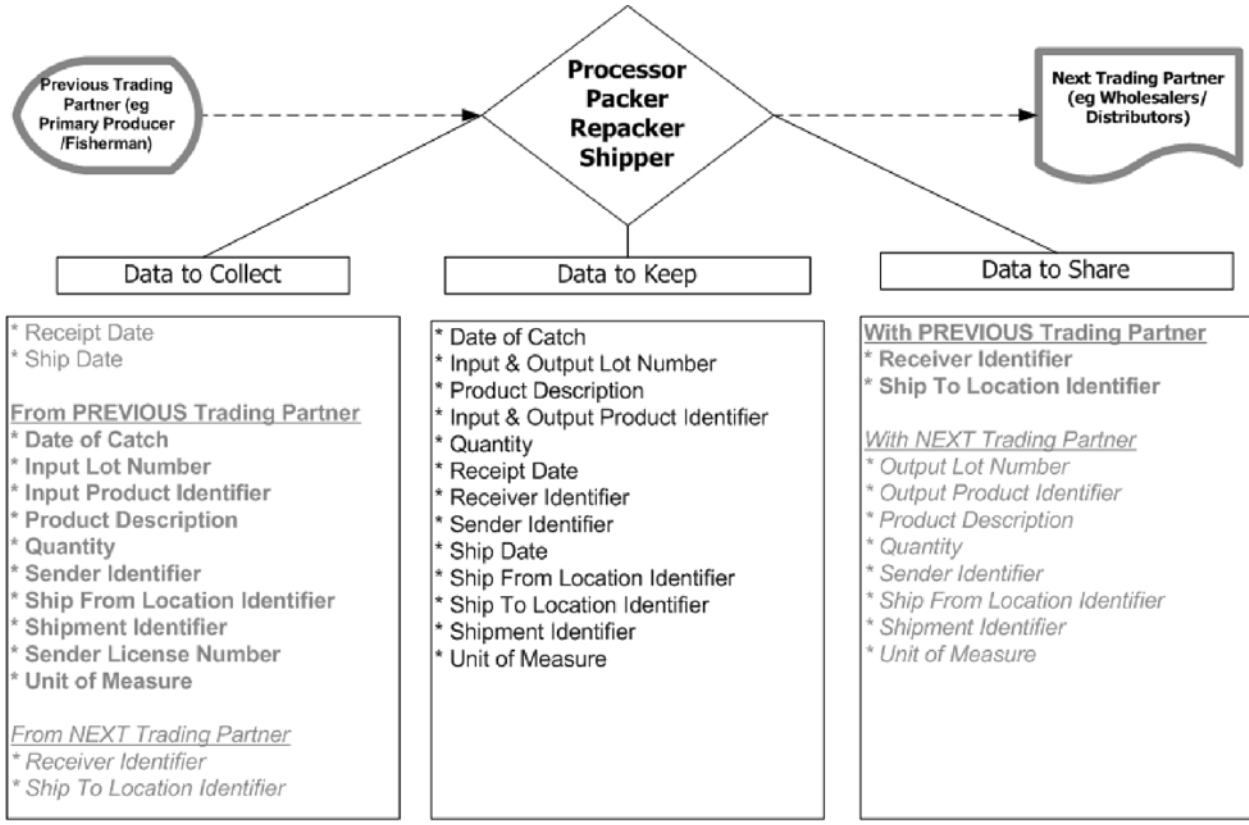 Previous Trading
Partner (eg
Primary Producer
/Fisherman)
Processor
Packer
Repacker
Shipper
Next Trading Partner
(eg Wholesalers/
Distributors)
Data to Collect
* Receipt Date
* Ship Date
From PREVIOUS Trading Partner
* Date of Catch
* Input Lot Number
* Input Product Identifier
* Product Description
* Quantity
* Sender Identifier
* Ship From Location Identifier
* Shipment Identifier
* Sender License Number
* Unit of Measure
From NEXT Trading Partner
* Receiver Identifier
* Ship To Location Identifier
Data to Keep
* Date of Catch
* Input & Output Lot Number
* Product Description
* Input & Output Product Identifier
* Quantity
* Receipt Date
* Receiver Identifier
* Sender Identifier
* Ship Date
* Ship From Location Identifier
* Ship To Location Identifier
* Shipment Identifier
* Unit of Measure
Data to Share
With PREVIOUS Trading Partner
* Receiver Identifier
* Ship To Location Identifier
With NEXT Trading Partner
* Output Lot Number
* Output Product Identifier
* Product Description
* Quantity
* Sender Identifier
* Ship From Location Identifier
* Shipment Identifier
* Unit of Measure